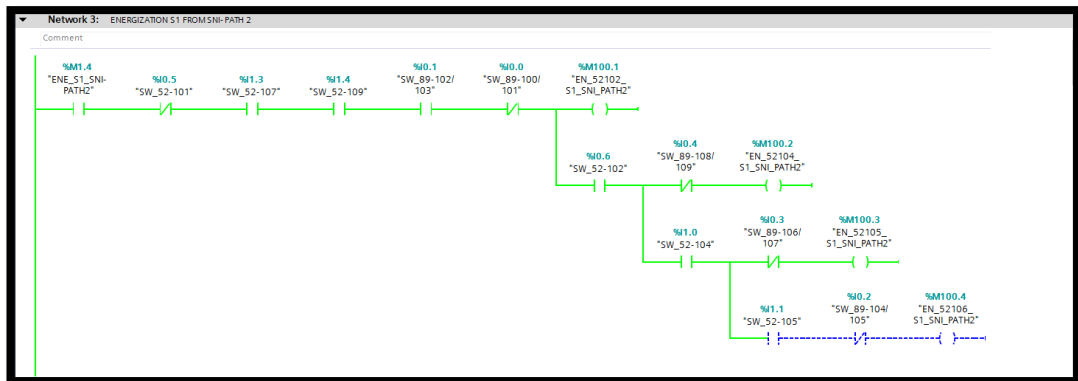 Network 3: ENERGIZATION S1 FROM SNI- PATH 2
Comment
%M1.4
"ENE_S1_SNI-
PATH2"
%I0.5
"SW_52-101"
%I1.3
"SW_52-107"
%I1.4
"SW_52-109"
%I0.1
"SW_89-102/
103"
%I0.0
"SW_89-100/
101"
%M100.1
"EN_52102_
S1_SNI_PATH2"
%I0.6
"SW_52-102"
%I0.4
"SW_89-108/
109"
%M100.2
"EN_52104_
S1_SNI_PATH2"
%I1.0
"SW_52-104"
%I0.3
"SW_89-106/
107"
%M100.3
"EN_52105_
S1_SNI_PATH2"
%I1.1
"SW_52-105"
%I0.2
"SW_89-104/
105"
%M100.4
"EN_52106_
S1_SNI_PATH2"